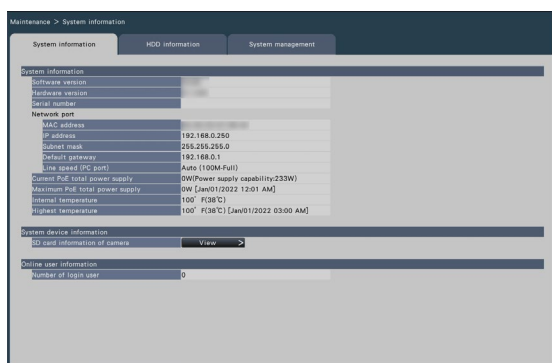 Maintenance > System information
System information HDD information System management
System information
Software version
Hardware version
Serial number
Network port
MAC address
IP address 192.168.0.250
Subnet mask 255.255.255.0
Default gateway 192.168.0.1
Line speed (PC port) Auto (100M-Full)
Current PoE total power supply 0W(Power supply capability:233W)
Maximum PoE total power supply 0W [Jan/01/2022 12:01 AM]
Internal temperature 100° F(38℃)
Highest temperature 100° F(38℃) [Jan/01/2022 03:00 AM]
System device information
SD card information of camera View >
Online user information
Number of login user 0